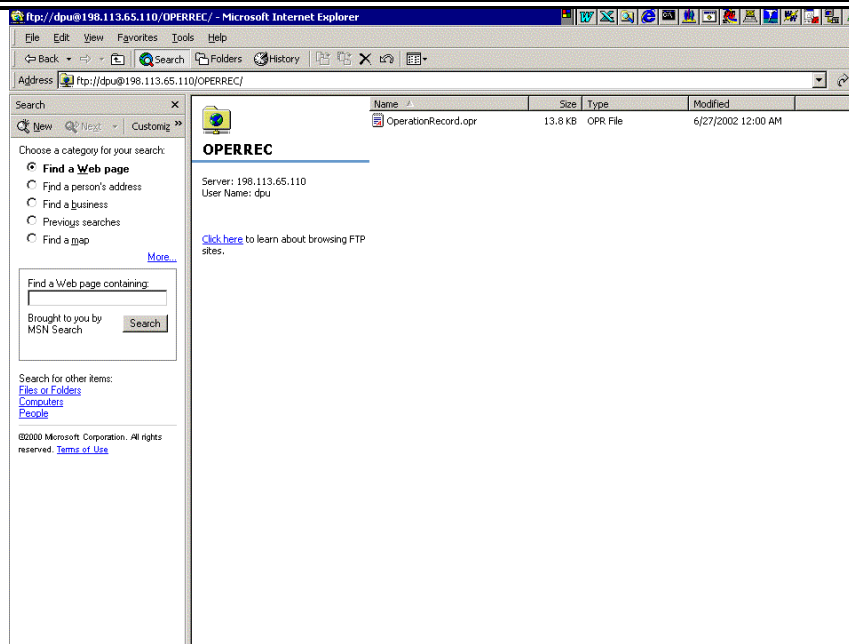 ftp://dpu@198.113.65.110/OPERREC/ - Microsoft Internet Explorer
File Edit View Favorites Tools Help
Back Search Folders History
Address ftp://dpu@198.113.65.110/OPERREC/
Search
New Next Customiz »
Choose a category for your search:
Find a Web page
Find a person's address
Find a business
Previous searches
Find a map
More...
Find a Web page containing:
Brought to you by
MSN Search
Search
Search for other items:
Files or Folders
Computers
People
©2000 Microsoft Corporation. All rights
reserved. Terms of Use
OPERREC
Server: 198.113.65.110
User Name: dpu
Click here to learn about browsing FTP
sites.
Name Size Type Modified
OperationRecord.opr 13.8 KB OPR File 6/27/2002 12:00 AM